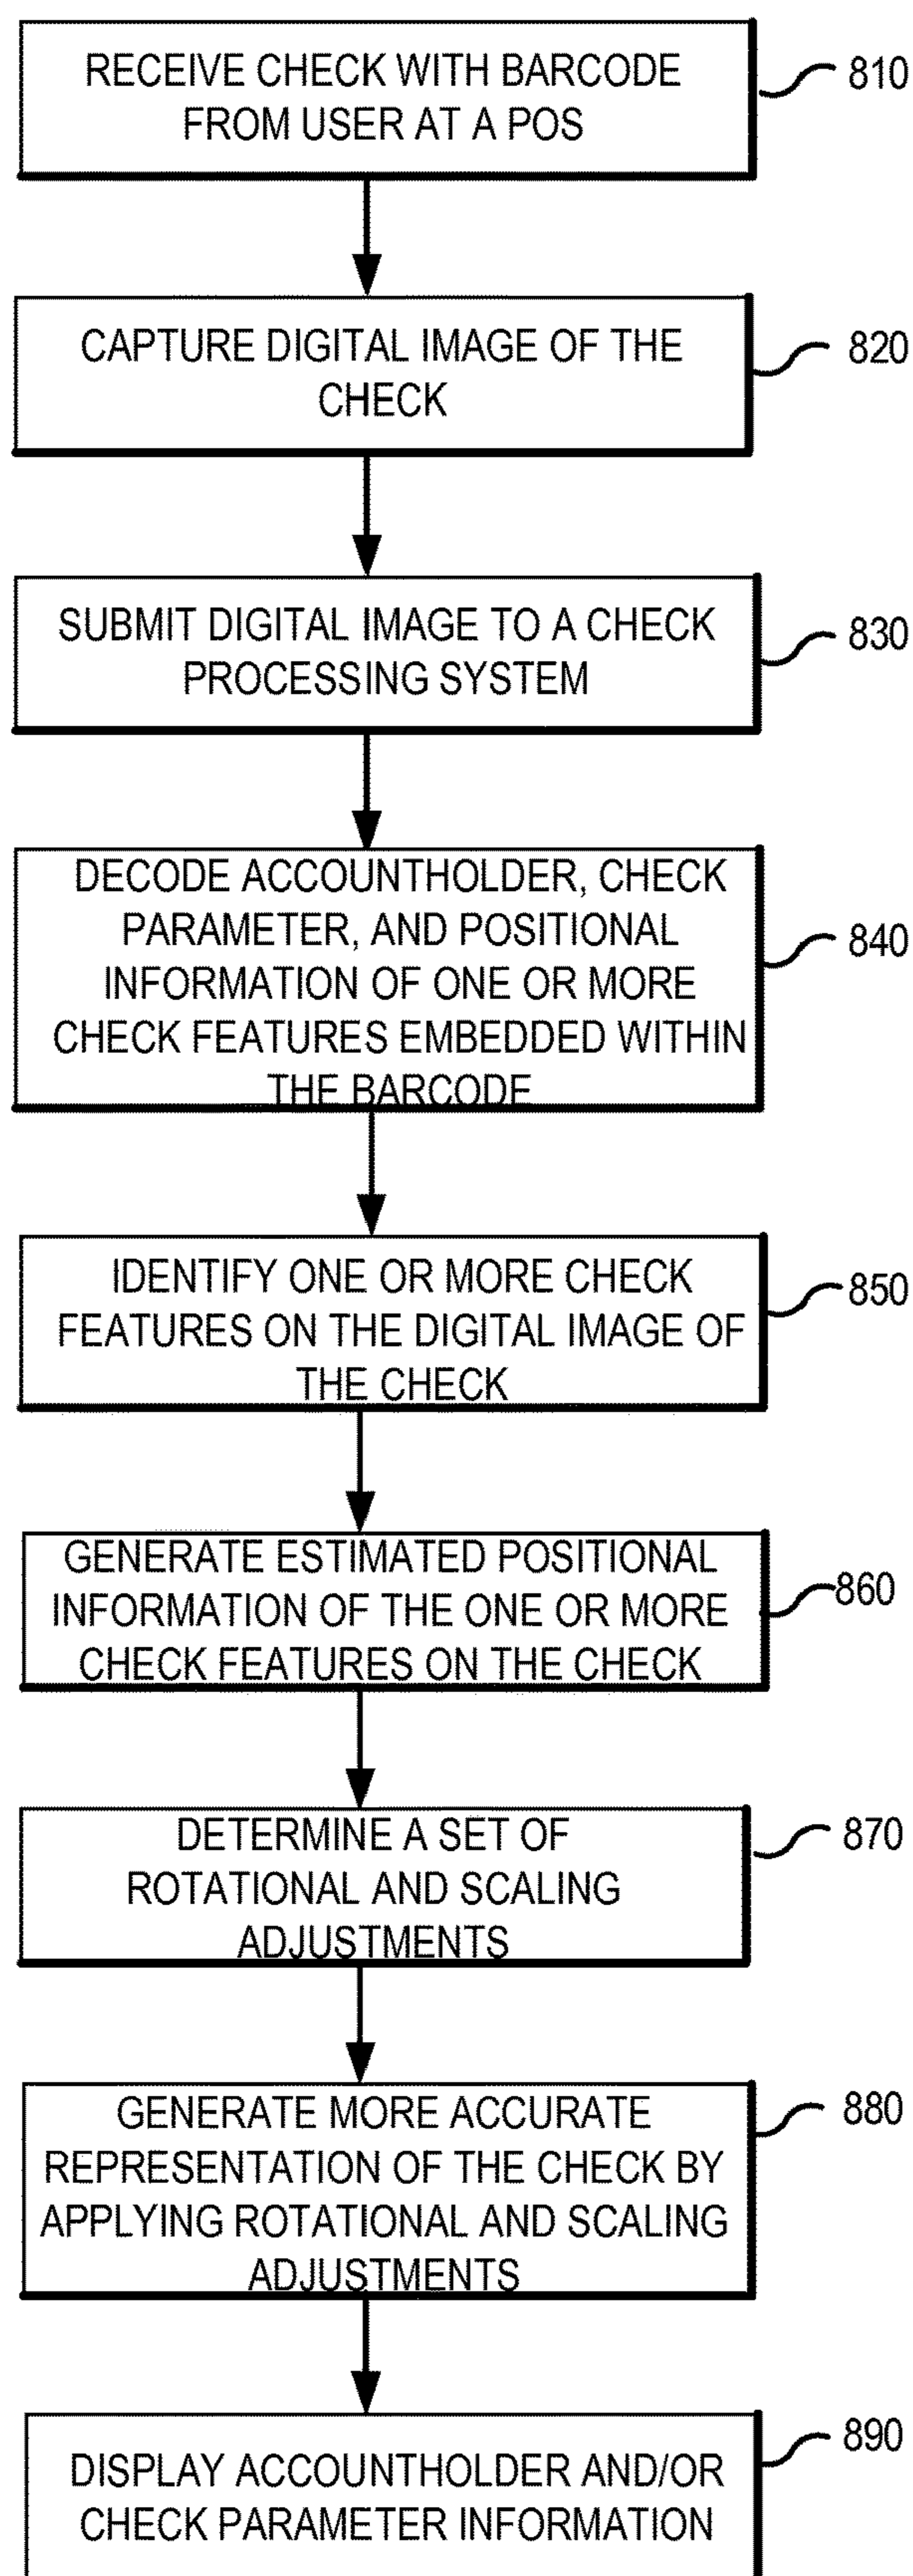 RECEIVE CHECK WITH BARCODE
FROM USER AT A POS
810
CAPTURE DIGITAL IMAGE OF THE
CHECK
820
SUBMIT DIGITAL IMAGE TO A CHECK
PROCESSING SYSTEM
830
DECODE ACCOUNTHOLDER, CHECK
PARAMETER, AND POSITIONAL
INFORMATION OF ONE OR MORE
CHECK FEATURES EMBEDDED WITHIN
THE BARCODE
840
IDENTIFY ONE OR MORE CHECK
FEATURES ON THE DIGITAL IMAGE OF
THE CHECK
850
GENERATE ESTIMATED POSITIONAL
INFORMATION OF THE ONE OR MORE
CHECK FEATURES ON THE CHECK
860
DETERMINE A SET OF
ROTATIONAL AND SCALING
ADJUSTMENTS
870
GENERATE MORE ACCURATE
REPRESENTATION OF THE CHECK BY
APPLYING ROTATIONAL AND SCALING
ADJUSTMENTS
880
DISPLAY ACCOUNTHOLDER AND/OR
CHECK PARAMETER INFORMATION
890